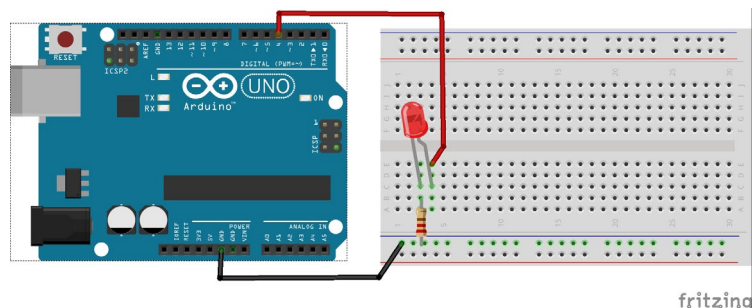 RESET
ICSP2
AREF
GND
13
12
~11
~10
~9
8
7
~6
~5
4
~3
2
TX▶1
RX◀0
DIGITAL (PWM=~)
L
TX
RX
Arduino™
UNO
ON
1
ICSP
IOREF
RESET
3V3
5V
GND
GND
VIN
POWER
ANALOG IN
A0
A1
A2
A3
A4
A5
fritzing